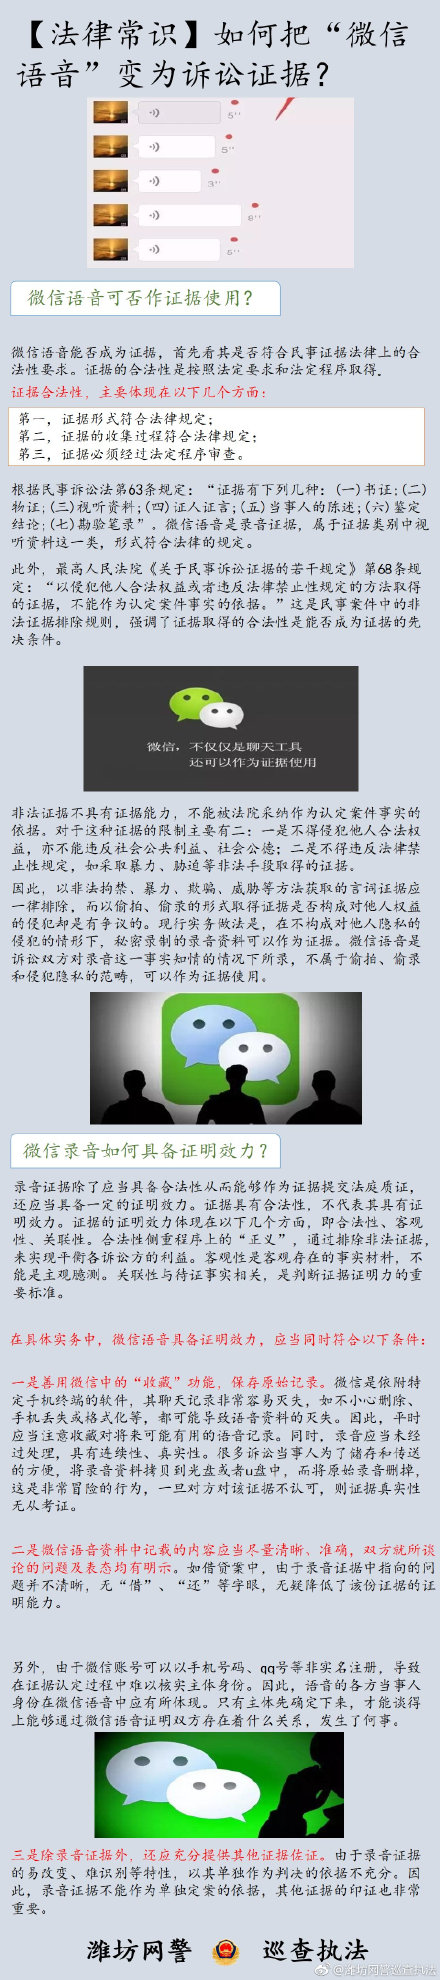 【法律常识】如何把“微信
语音”变为诉讼证据？
5''
5''
3''
8''
6''
微信语音可否作证据使用？
微信语音能否成为证据，首先看其是否符合民事证据法律上的合
法性要求。证据的合法性是按照法定要求和法定程序取得。
证据合法性，主要体现在以下几个方面：
第一，证据形式符合法律规定；
第二，证据的收集过程符合法律规定；
第三，证据必须经过法定程序审查。
根据民事诉讼法第63条规定：“证据有下列几种：(一)书证;(二)
物证;(三)视听资料;(四)证人证言;(五)当事人的陈述;(六)鉴定
结论;(七)勘验笔录”。微信语音是录音证据，属于证据类别中视
听资料这一类，形式符合法律的规定。
此外，最高人民法院《关于民事诉讼证据的若干规定》第68条规
定：“以侵犯他人合法权益或者违反法律禁止性规定的方法取得
的证据，不能作为认定案件事实的依据。”这是民事案件中的非
法证据排除规则，强调了证据取得的合法性是能否成为证据的先
决条件。
微信，不仅仅是聊天工具
还可以作为证据使用
非法证据不具有证据能力，不能被法院采纳作为认定案件事实的
依据。对于这种证据的限制主要有二：一是不得侵犯他人合法权
益，亦不能违反社会公共利益、社会公德；二是不得违反法律禁
止性规定，如采取暴力、胁迫等非法手段取得的证据。
因此，以非法拘禁、暴力、欺骗、威胁等方法获取的言词证据应
一律排除，而以偷拍、偷录的形式取得证据是否构成对他人权益
的侵犯却是有争议的。现行实务做法是，在不构成对他人隐私的
侵犯的情形下，秘密录制的录音资料可以作为证据。微信语音是
诉讼双方对录音这一事实知情的情况下所录，不属于偷拍、偷录
和侵犯隐私的范畴，可以作为证据使用。
微信录音如何具备证明效力？
录音证据除了应当具备合法性从而能够作为证据提交法庭质证，
还应当具备一定的证明效力。证据具有合法性，不代表其具有证
明效力。证据的证明效力体现在以下几个方面，即合法性、客观
性、关联性。合法性侧重程序上的“正义”，通过排除非法证据，
来实现平衡各诉讼方的利益。客观性是客观存在的事实材料，不
能是主观臆测。关联性与待证事实相关，是判断证据证明力的重
要标准。
在具体实务中，微信语音具备证明效力，应当同时符合以下条件：
一是善用微信中的“收藏”功能，保存原始记录。微信是依附特
定手机终端的软件，其聊天记录非常容易灭失，如不小心删除、
手机丢失或格式化等，都可能导致语音资料的灭失。因此，平时
应当注意收藏对将来可能有用的语音记录。同时，录音应当未经
过处理，具有连续性、真实性。很多诉讼当事人为了储存和传送
的方便，将录音资料拷贝到光盘或者u盘中，而将原始录音删掉，
这是非常冒险的行为，一旦对方对该证据不认可，则证据真实性
无从考证。
二是微信语音资料中记载的内容应当尽量清晰、准确，双方就所谈
论的问题及表态均有明示。如借贷案中，由于录音证据中指向的问
题并不清晰，无“借”、“还”等字眼，无疑降低了该份证据的证
明能力。
另外，由于微信账号可以以手机号码、qq号等非实名注册，导致
在证据认定过程中难以核实主体身份。因此，语音的各方当事人
身份在微信语音中应有所体现。只有主体先确定下来，才能谈得
上能够通过微信语音证明双方存在着什么关系，发生了何事。
三是除录音证据外，还应充分提供其他证据佐证。由于录音证据
的易改变、难识别等特性，以其单独作为判决的依据不充分。因
此，录音证据不能作为单独定案的依据，其他证据的印证也非常
重要。
潍坊网警 巡查执法
@潍坊网警巡查执法